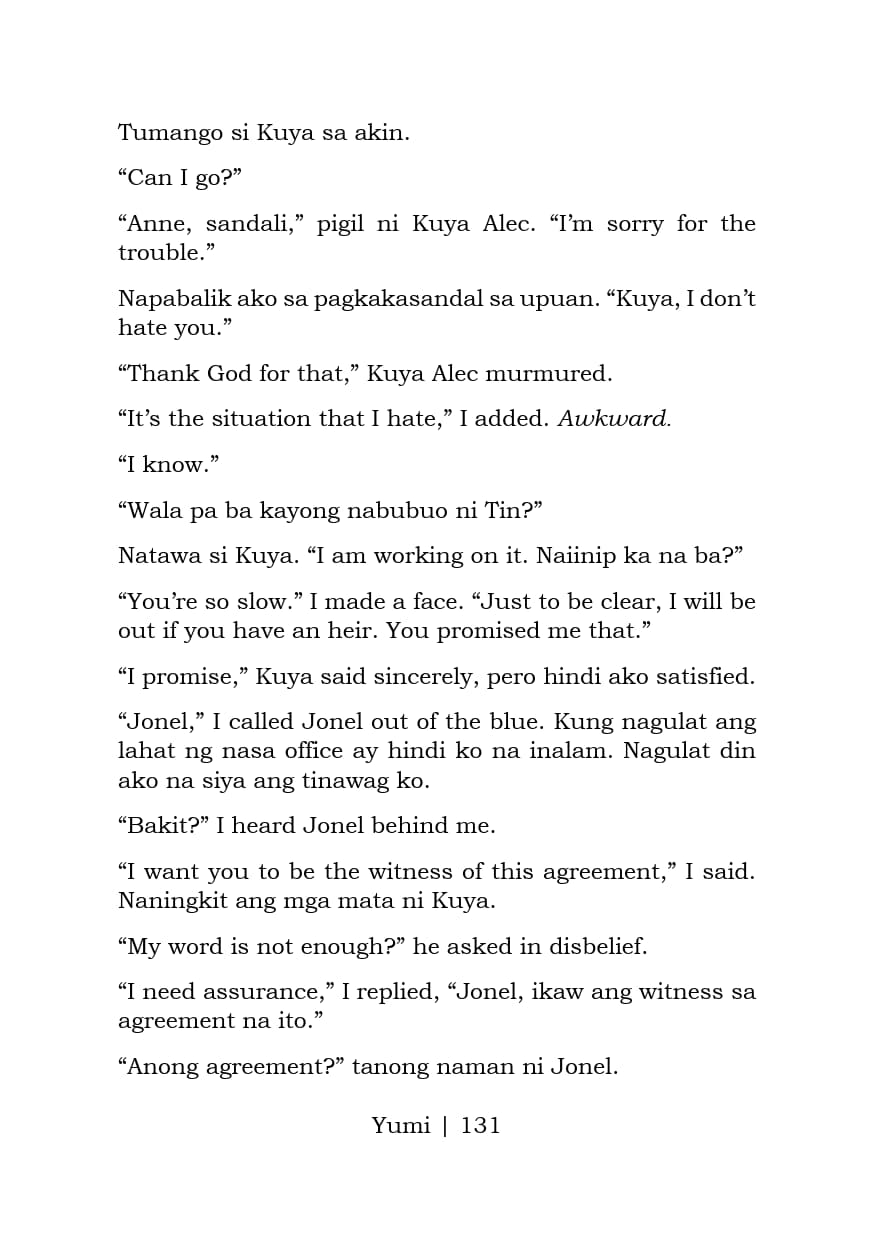 Tumango si Kuya sa akin.
“Can I go?”
“Anne, sandali,” pigil ni Kuya Alec. “I’m sorry for the
trouble.”
Napabalik ako sa pagkakasandal sa upuan. “Kuya, I don’t
hate you.”
“Thank God for that,” Kuya Alec murmured.
“It’s the situation that I hate,” I added. Awkward.
“I know.”
“Wala pa ba kayong nabubuo ni Tin?”
Natawa si Kuya. “I am working on it. Naiinip ka na ba?”
“You’re so slow.” I made a face. “Just to be clear, I will be
out if you have an heir. You promised me that.”
“I promise,” Kuya said sincerely, pero hindi ako satisfied.
“Jonel,” I called Jonel out of the blue. Kung nagulat ang
lahat ng nasa office ay hindi ko na inalam. Nagulat din
ako na siya ang tinawag ko.
“Bakit?” I heard Jonel behind me.
“I want you to be the witness of this agreement,” I said.
Naningkit ang mga mata ni Kuya.
“My word is not enough?” he asked in disbelief.
“I need assurance,” I replied, “Jonel, ikaw ang witness sa
agreement na ito.”
“Anong agreement?” tanong naman ni Jonel.
Yumi | 131